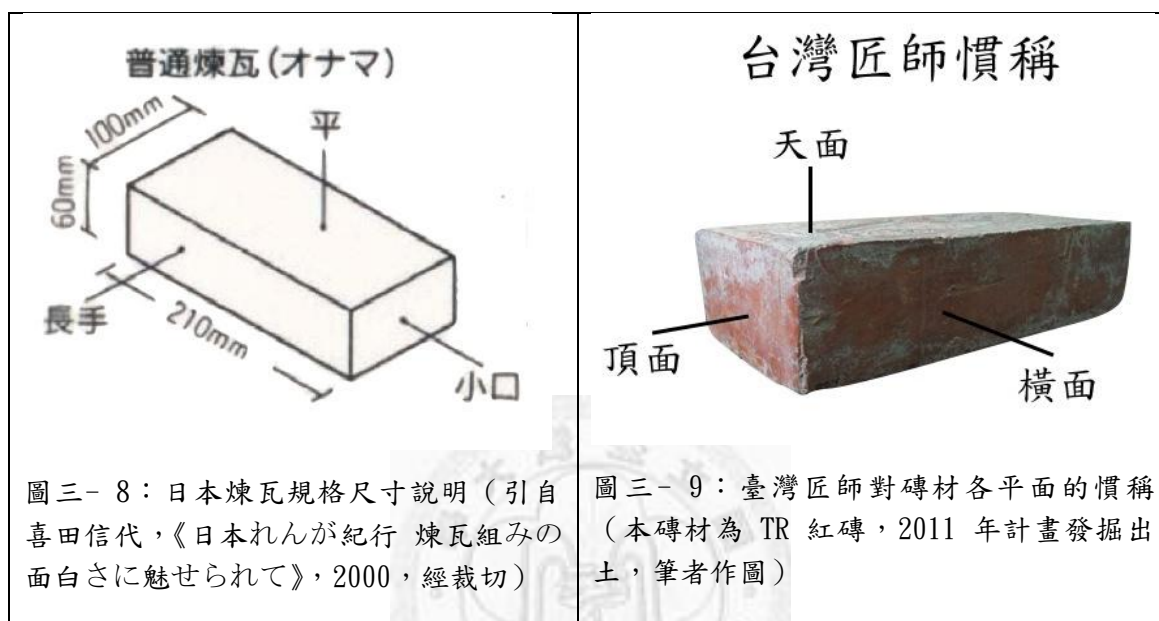 普通煉瓦(オナマ)
100mm
60mm
平
長手
210mm
小口
圖三- 8：日本煉瓦規格尺寸說明（引自
喜田信代，《日本れんが紀行 煉瓦組みの
面白さに魅せられて》，2000，經裁切）
台灣匠師慣稱
天面
頂面
橫面
圖三- 9：臺灣匠師對磚材各平面的慣稱
（本磚材為 TR 紅磚，2011 年計畫發掘出
土，筆者作圖）